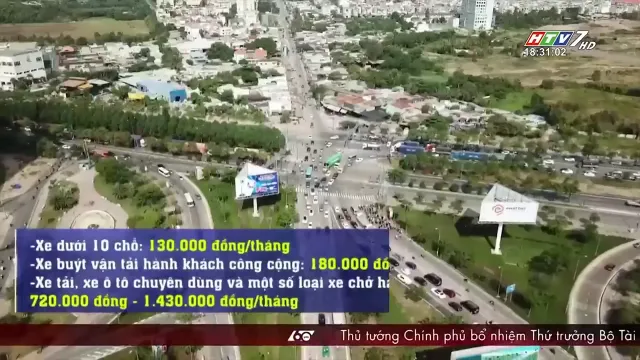 HTV7 HD
18:31:02
-Xe dưới 10 chỗ: 130.000 đồng/tháng
-Xe buýt vận tải hành khách công cộng: 180.000 đồ
-Xe tải, xe ô tô chuyên dùng và một số loại xe chở hà
720.000 đồng - 1.430.000 đồng/tháng
60 Thủ tướng Chính phủ bổ nhiệm Thứ trưởng Bộ Tài